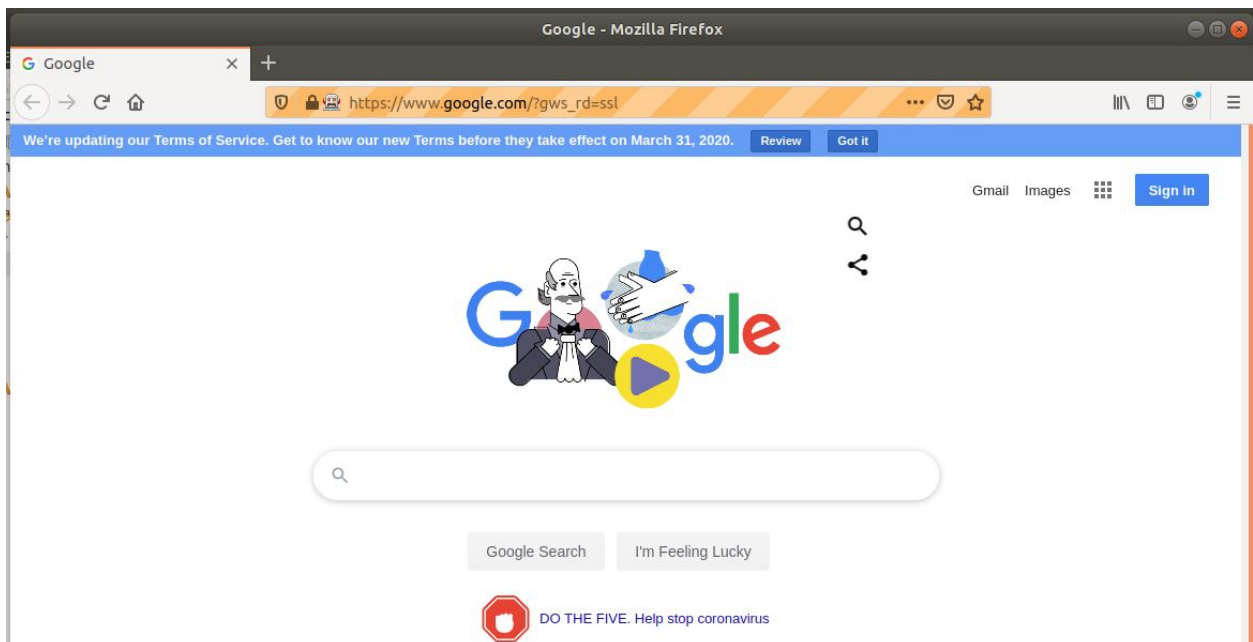 Google - Mozilla Firefox
Google
https://www.google.com/?gws_rd=ssl
We're updating our Terms of Service. Get to know our new Terms before they take effect on March 31, 2020. Review Got it
Gmail Images Sign in
Google
Google Search I'm Feeling Lucky
DO THE FIVE. Help stop coronavirus